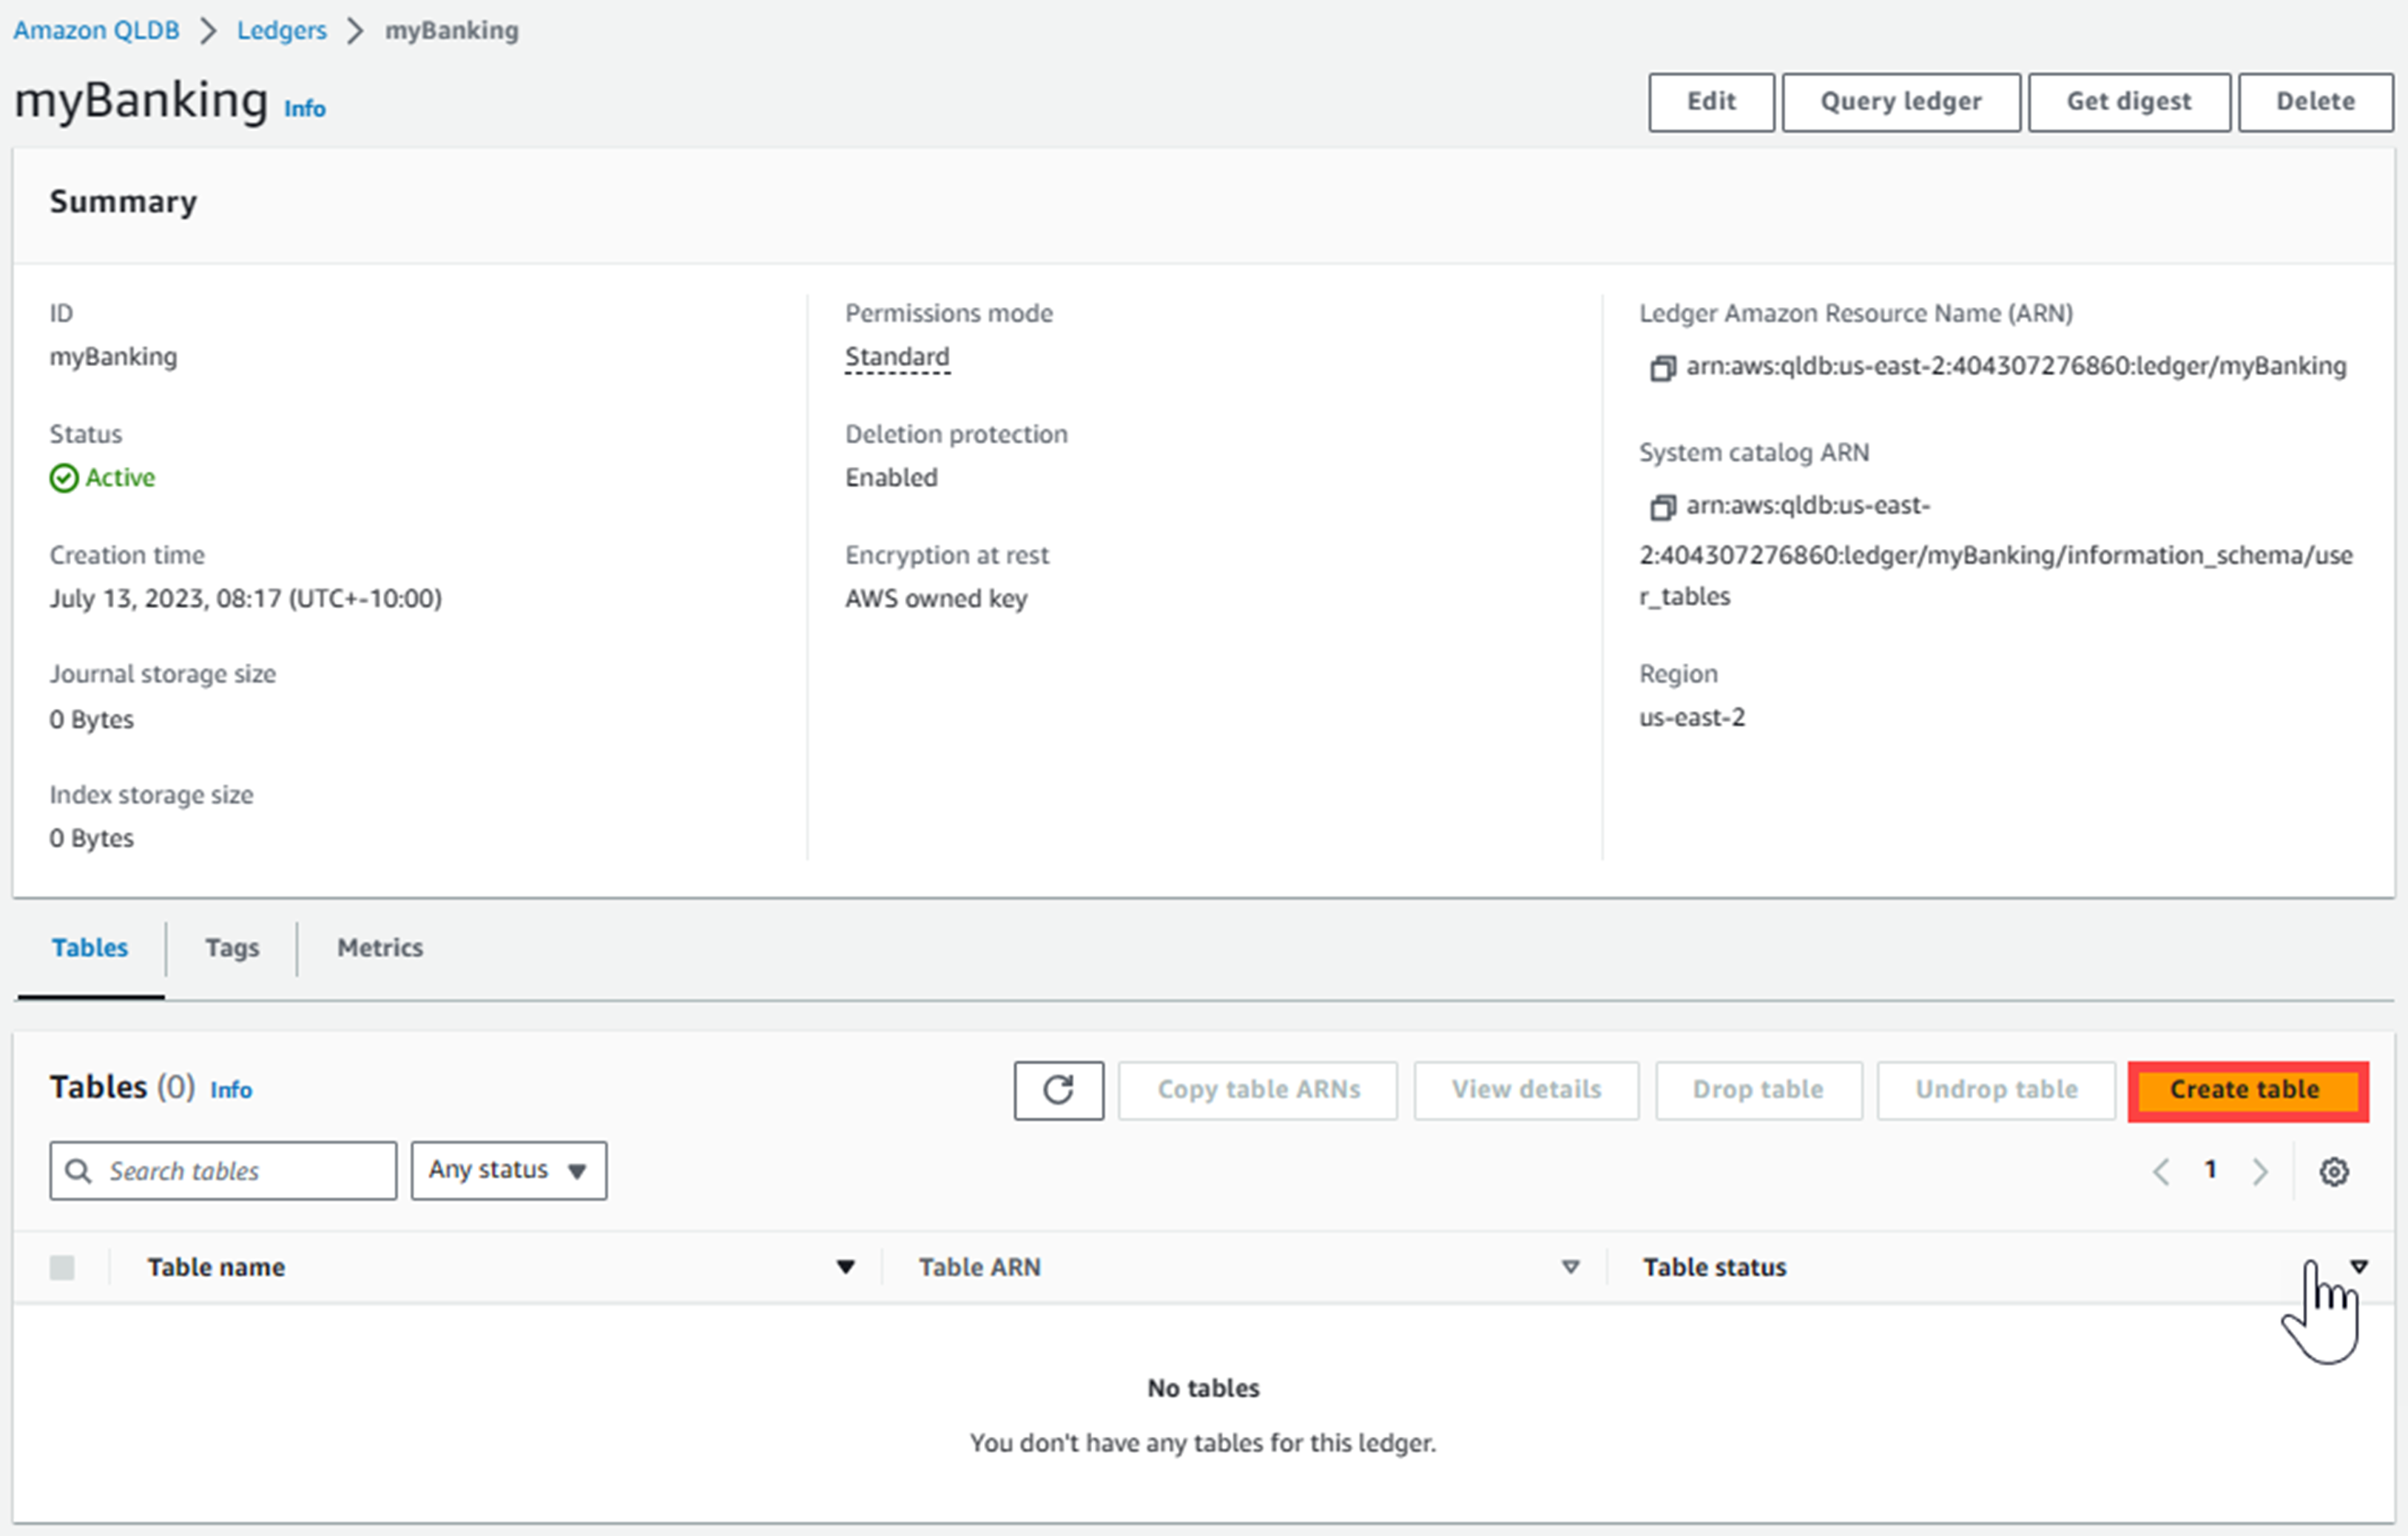 Amazon QLDB > Ledgers > myBanking
myBanking Info
Edit
Query ledger
Get digest
Delete
Summary
ID
myBanking
Status
Active
Creation time
July 13, 2023, 08:17 (UTC+-10:00)
Journal storage size
0 Bytes
Index storage size
0 Bytes
Permissions mode
Standard
Deletion protection
Enabled
Encryption at rest
AWS owned key
Ledger Amazon Resource Name (ARN)
arn:aws:qldb:us-east-2:404307276860:ledger/myBanking
System catalog ARN
arn:aws:qldb:us-east-
2:404307276860:ledger/myBanking/information_schema/use
r_tables
Region
us-east-2
Tables
Tags
Metrics
Tables (0) Info
Copy table ARNs
View details
Drop table
Undrop table
Create table
Search tables
Any status
1
Table name
Table ARN
Table status
No tables
You don't have any tables for this ledger.